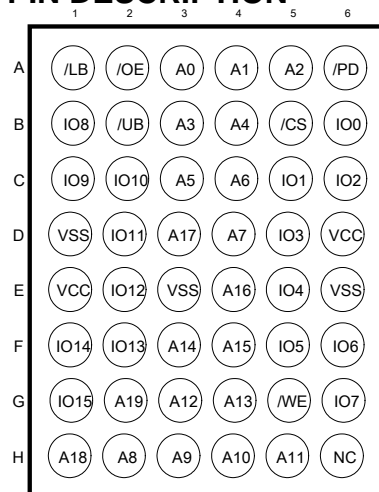 PIN DESCRIPTION
1 2 3 4 5 6
A /LB /OE A0 A1 A2 /PD
B IO8 /UB A3 A4 /CS IO0
C IO9 IO10 A5 A6 IO1 IO2
D VSS IO11 A17 A7 IO3 VCC
E VCC IO12 VSS A16 IO4 VSS
F IO14 IO13 A14 A15 IO5 IO6
G IO15 A19 A12 A13 /WE IO7
H A18 A8 A9 A10 A11 NC